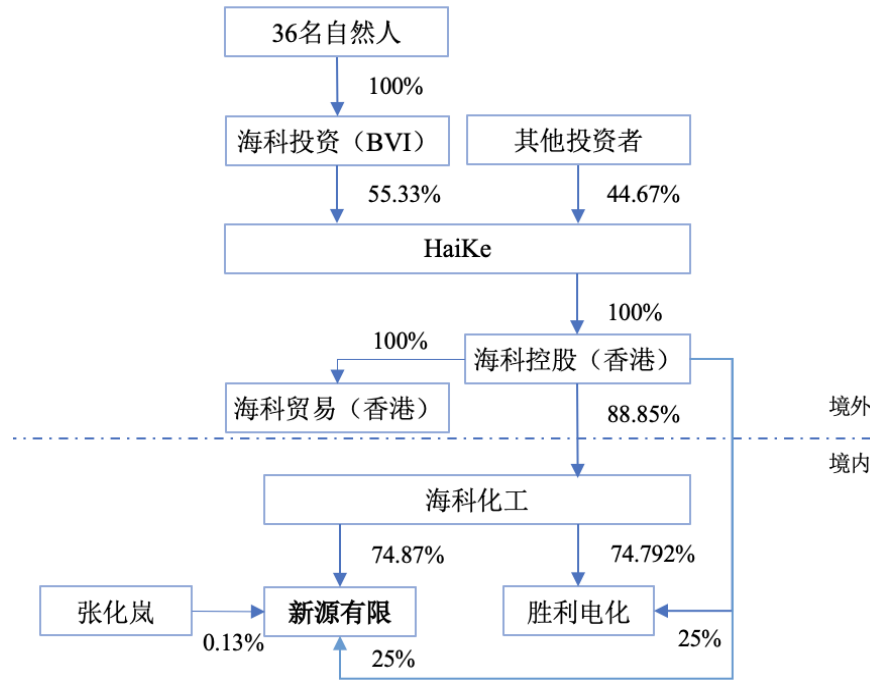 36名自然人
100%
海科投资（BVI）
其他投资者
55.33%
44.67%
HaiKe
100%
海科控股（香港）
100%
海科贸易（香港）
88.85%
境外
境内
海科化工
74.87%
74.792%
张化岚
新源有限
胜利电化
0.13%
25%
25%